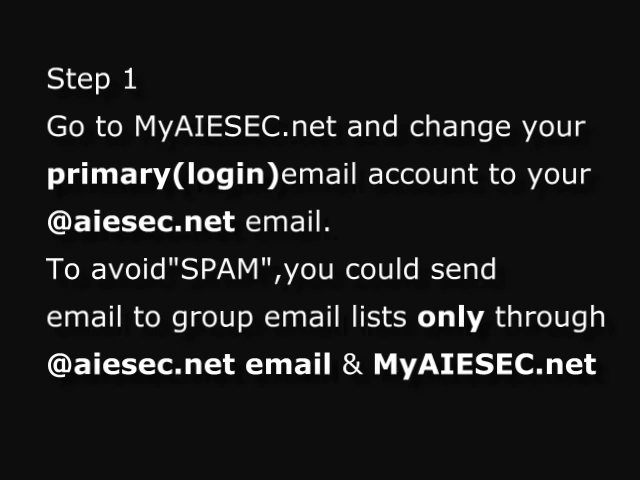 Step 1
Go to MyAIESEC.net and change your
primary(login)email account to your
@aiesec.net email.
To avoid"SPAM",you could send
email to group email lists only through
@aiesec.net email & MyAIESEC.net